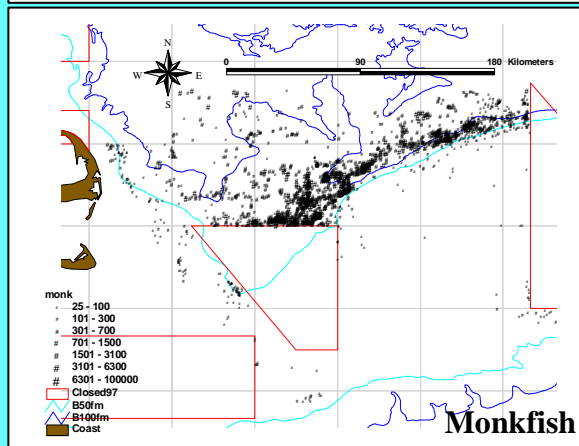 N
W E
S
0 90 180 Kilometers
monk
25 - 100
101 - 300
301 - 700
701 - 1500
1501 - 3100
3101 - 6300
# 6301 - 100000
Closed97
B50fm
B100fm
Coast
Monkfish